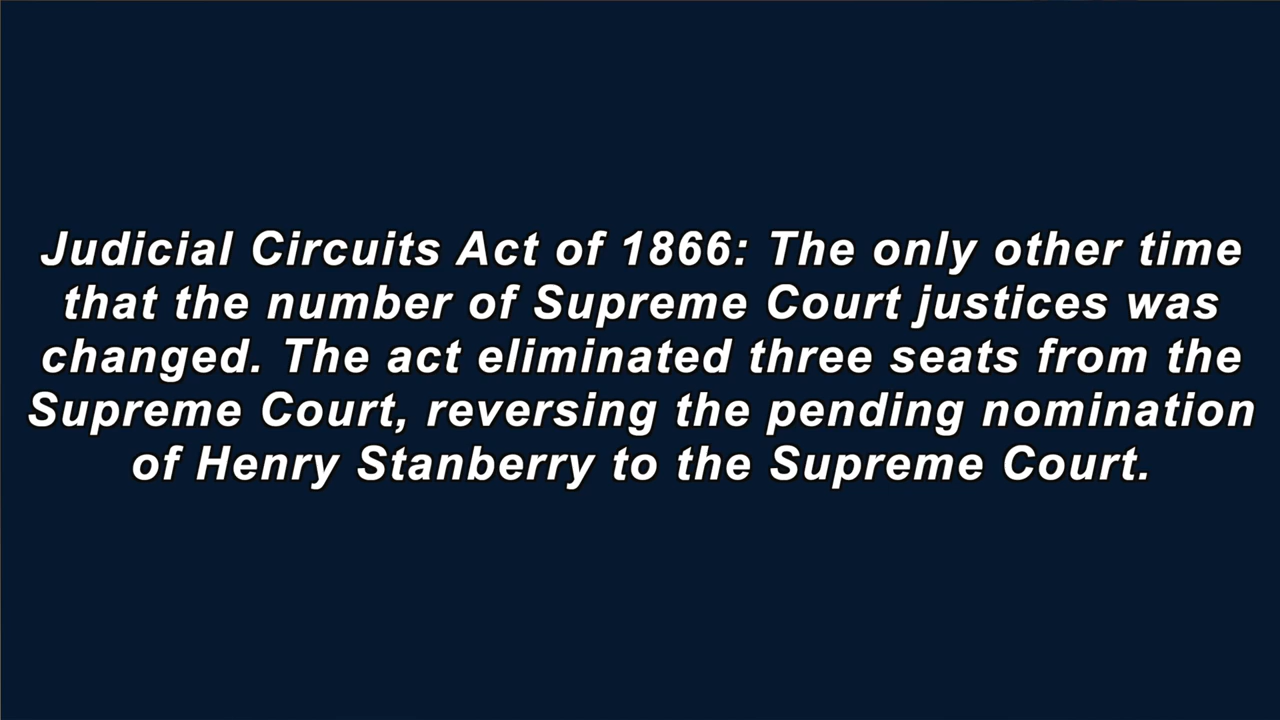 Judicial Circuits Act of 1866: The only other time
that the number of Supreme Court justices was
changed. The act eliminated three seats from the
Supreme Court, reversing the pending nomination
of Henry Stanberry to the Supreme Court.